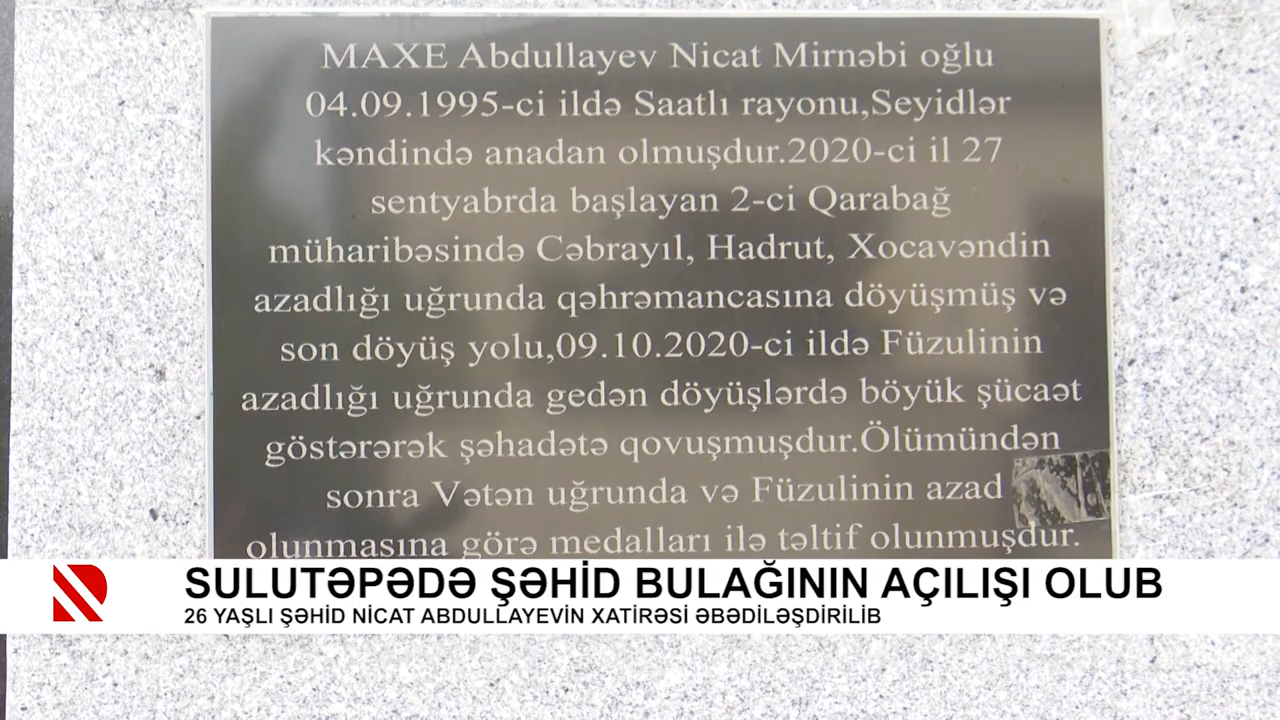 MAXE Abdullayev Nicat Mirnəbi oğlu
04.09.1995-ci ildə Saatlı rayonu,Seyidlər
kəndində anadan olmuşdur.2020-ci il 27
sentyabrda başlayan 2-ci Qarabağ
müharibəsində Cəbrayıl, Hadrut, Xocavəndin
azadlığı uğrunda qəhrəmancasına döyüşmüş və
son döyüş yolu,09.10.2020-ci ildə Füzulinin
azadlığı uğrunda gedən döyüşlərdə böyük şücaət
göstərərək şəhadətə qovuşmuşdur.Ölümündən
sonra Vətən uğrunda və Füzulinin azad
olunmasına görə medalları ilə təltif olunmuşdur.
SULUTƏPƏDƏ ŞƏHİD BULAĞININ AÇILIŞI OLUB
26 YAŞLI ŞƏHİD NİCAT ABDULLAYEVİN XATİRƏSİ ƏBƏDİLƏŞDİRİLİB